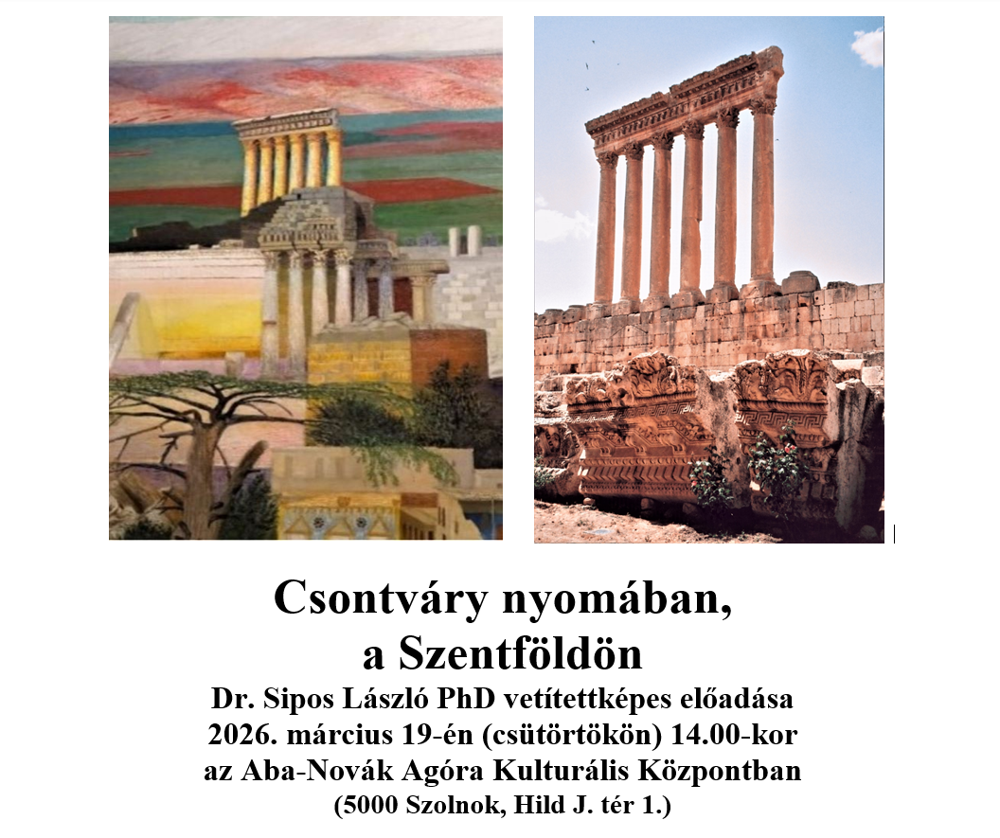 Csontváry nyomában,
a Szentföldön
Dr. Sipos László PhD vetítettképes előadása
2026. március 19-én (csütörtökön) 14.00-kor
az Aba-Novák Agóra Kulturális Központban
(5000 Szolnok, Hild J. tér 1.)